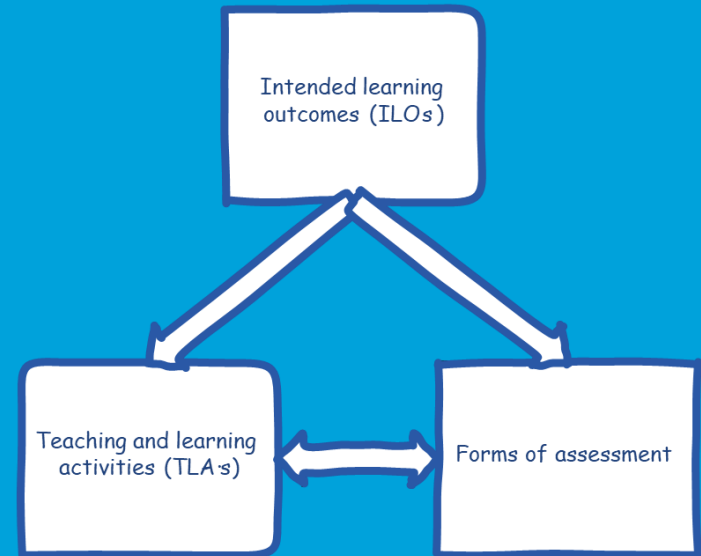 Intended learning
outcomes (ILOs)
Teaching and learning
activities (TLA·s)
Forms of assessment